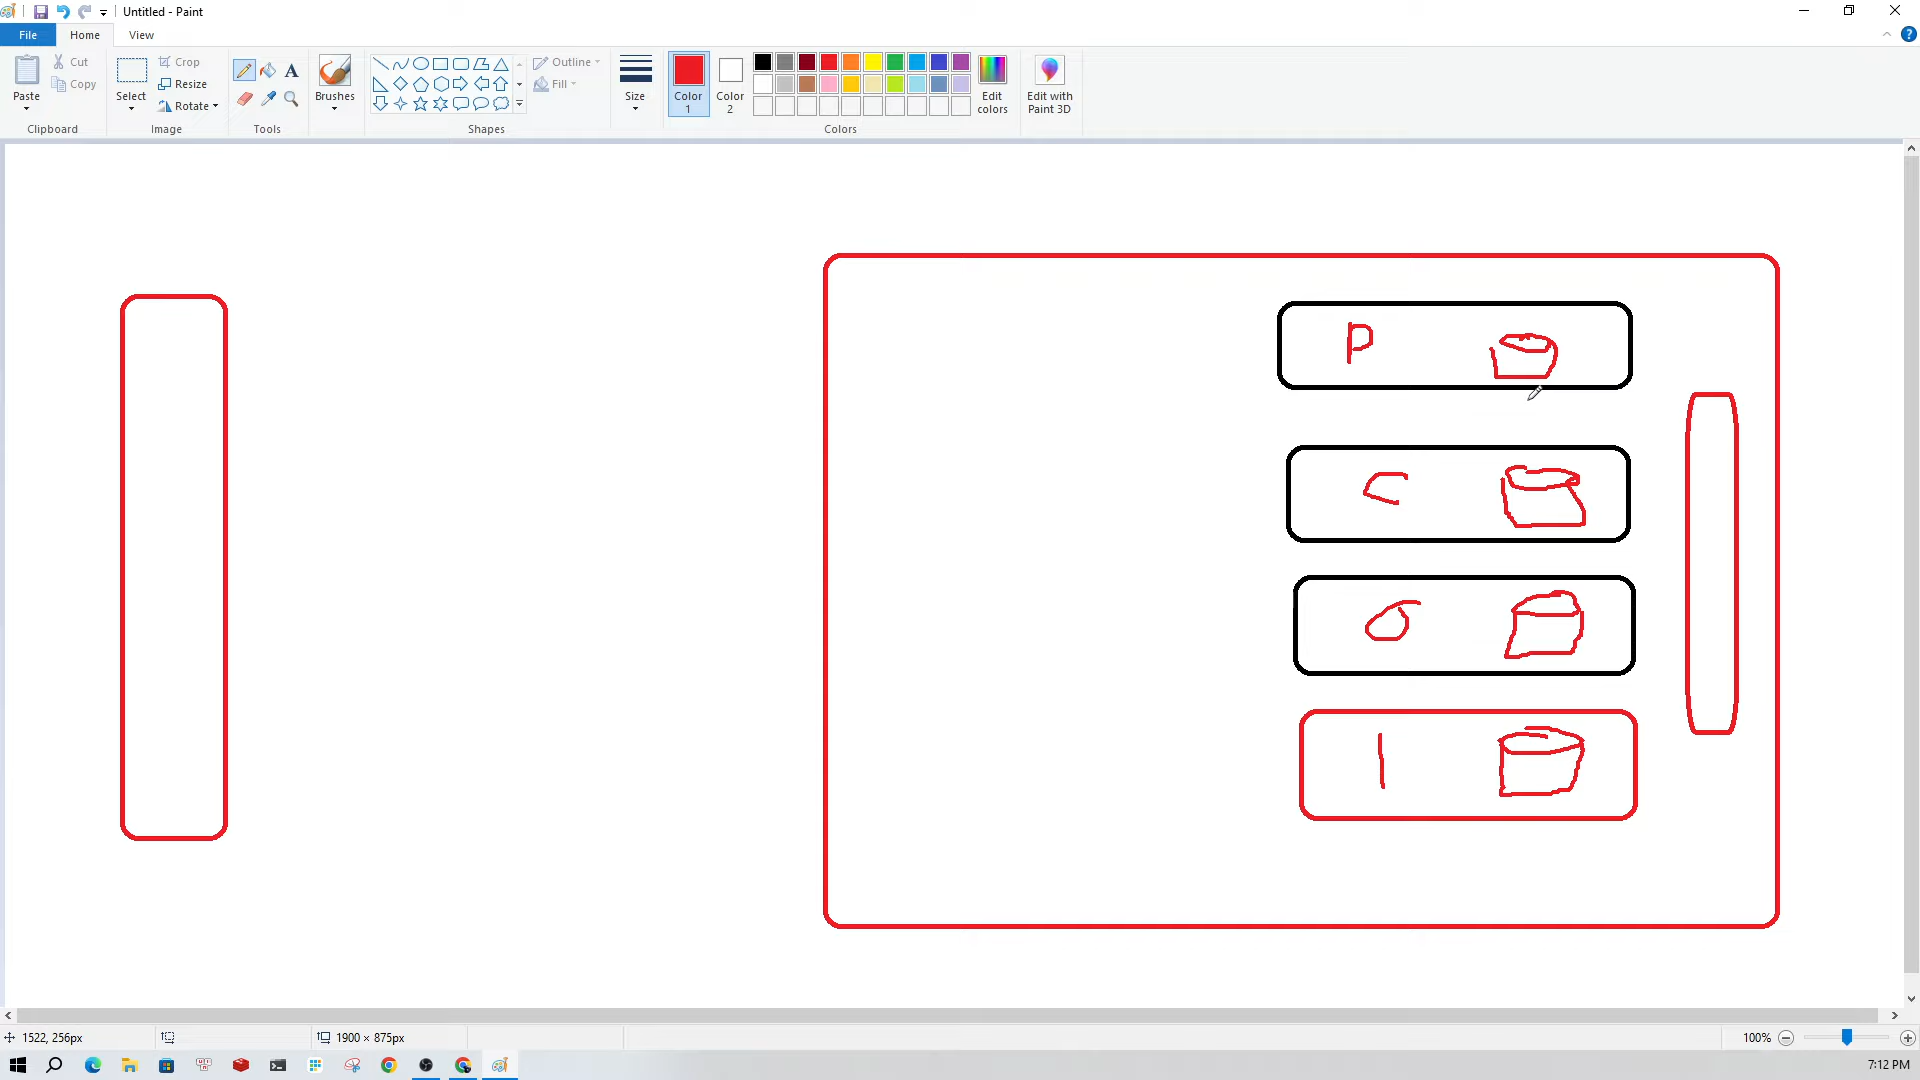 Untitled - Paint
File
Home
View
Paste
Cut
Copy
Clipboard
Select
Crop
Resize
Rotate
Image
Tools
Brushes
Shapes
Outline
Fill
Size
Color 1
Color 2
Edit colors
Colors
Edit with Paint 3D
P
C
O
I
1522, 256px
1900 × 875px
100%
7:12 PM